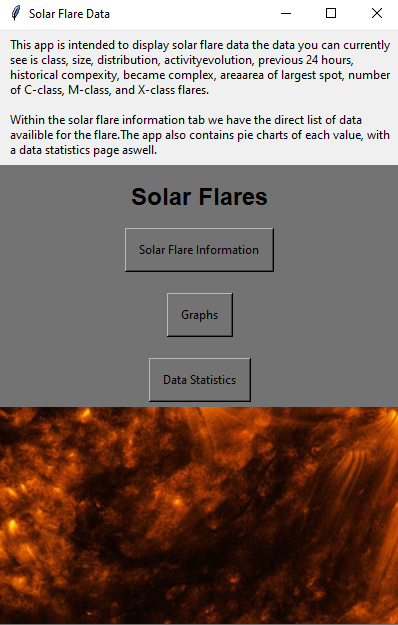 Solar Flare Data
This app is intended to display solar flare data the data you can currently
see is class, size, distribution, activityevolution, previous 24 hours,
historical compexity, became complex, areaarea of largest spot, number
of C-class, M-class, and X-class flares.
Within the solar flare information tab we have the direct list of data
availible for the flare.The app also contains pie charts of each value, with
a data statistics page aswell.
Solar Flares
Solar Flare Information
Graphs
Data Statistics